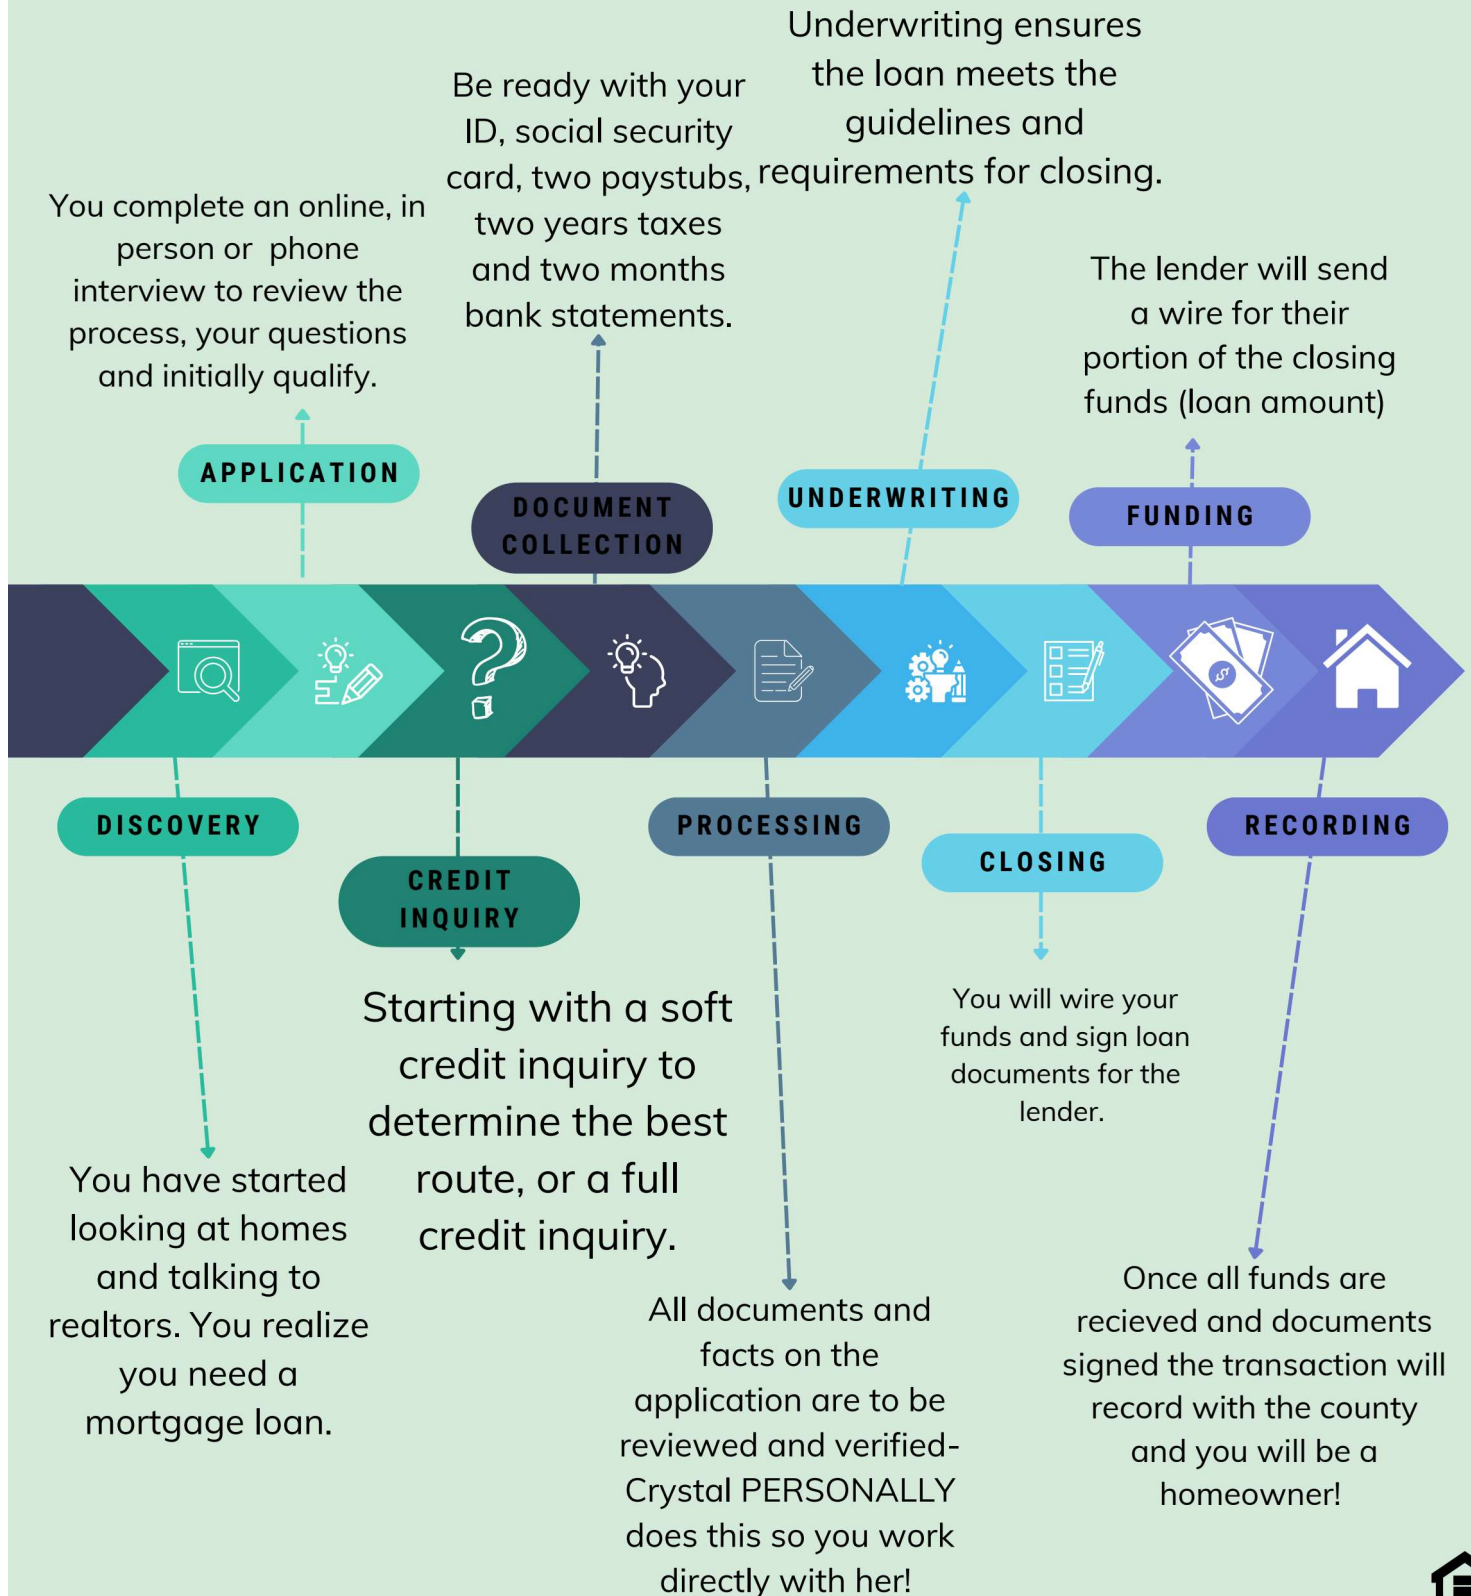 You complete an online, in
person or phone
interview to review the
process, your questions
and initially qualify.
APPLICATION
Be ready with your
ID, social security
card, two paystubs,
two years taxes
and two months
bank statements.
DOCUMENT
COLLECTION
Underwriting ensures
the loan meets the
guidelines and
requirements for closing.
UNDERWRITING
The lender will send
a wire for their
portion of the closing
funds (loan amount)
FUNDING
DISCOVERY
You have started
looking at homes
and talking to
realtors. You realize
you need a
mortgage loan.
CREDIT
INQUIRY
Starting with a soft
credit inquiry to
determine the best
route, or a full
credit inquiry.
PROCESSING
All documents and
facts on the
application are to be
reviewed and verified-
Crystal PERSONALLY
does this so you work
directly with her!
CLOSING
You will wire your
funds and sign loan
documents for the
lender.
RECORDING
Once all funds are
recieved and documents
signed the transaction will
record with the county
and you will be a
homeowner!